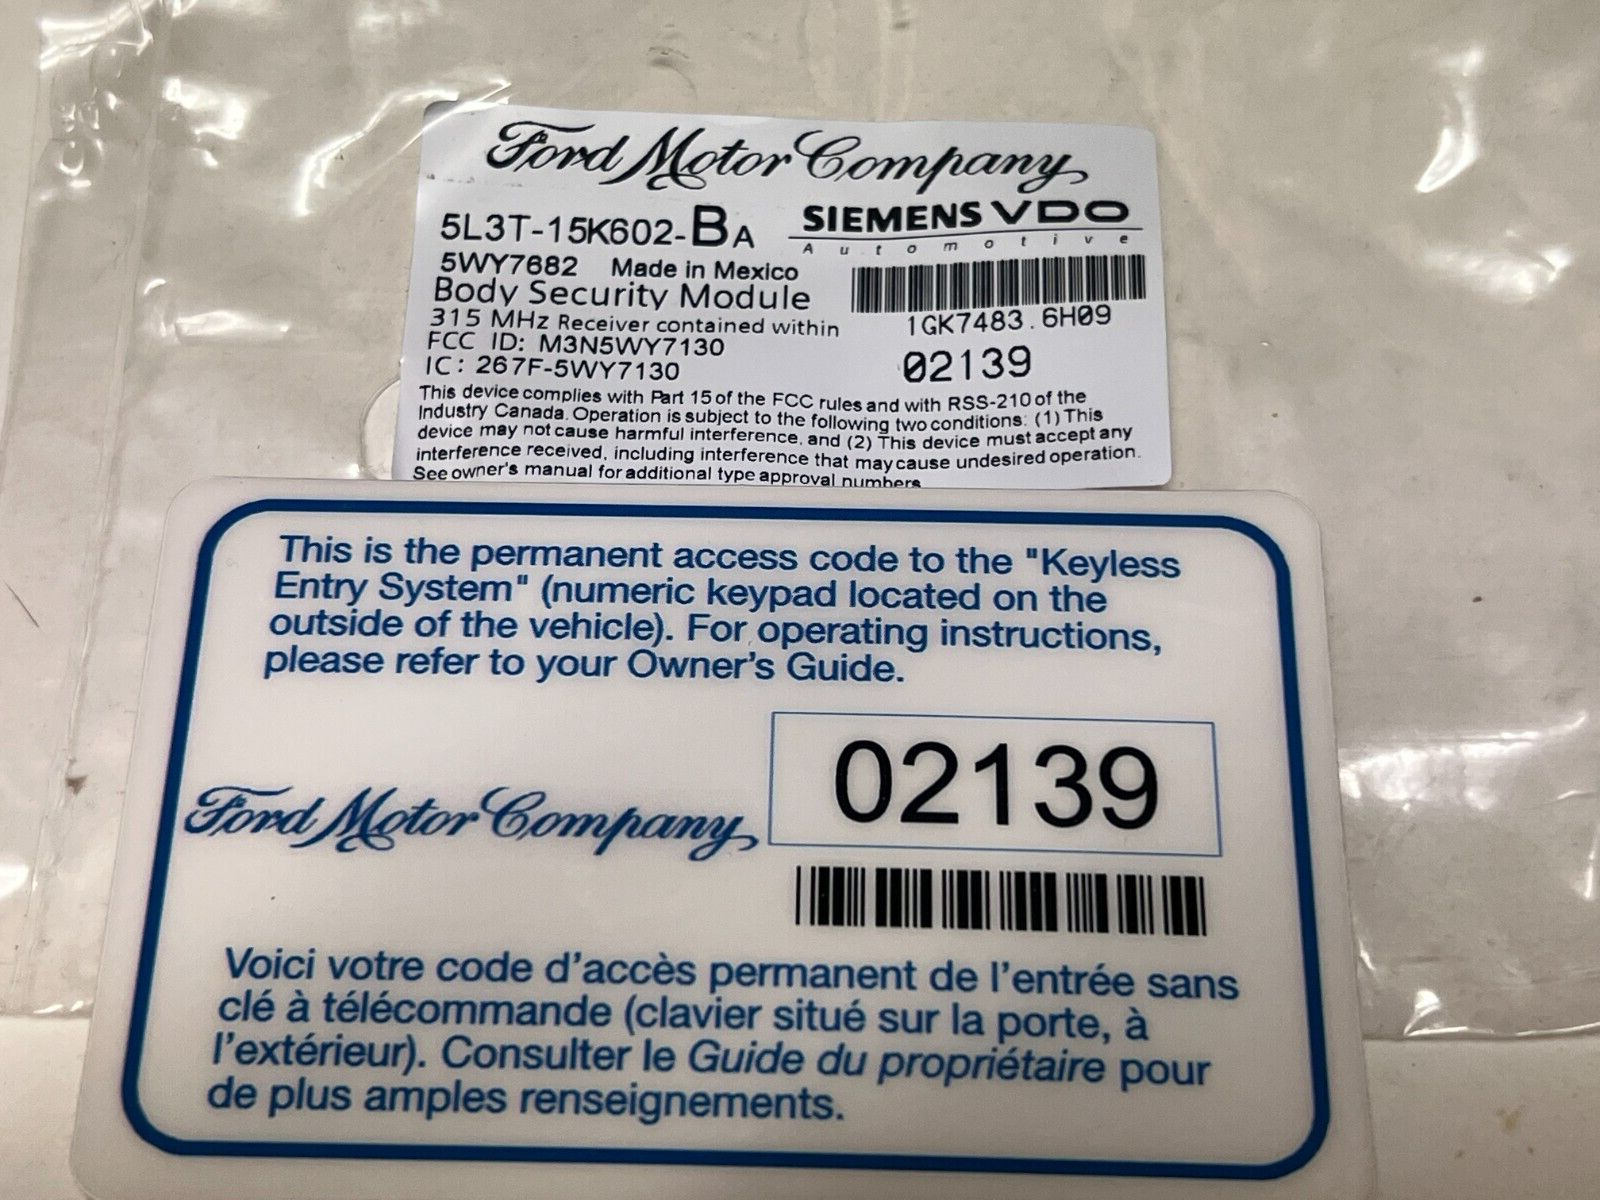 Ford Motor Company
5L3T-15K602-BA
SIEMENS VDO
Automotive
5WY7682 Made in Mexico
Body Security Module
315 MHz Receiver contained within
1GK7483.6H09
FCC ID: M3N5WY7130
IC: 267F-5WY7130
02139
This device complies with Part 15 of the FCC rules and with RSS-210 of the
Industry Canada. Operation is subject to the following two conditions: (1) This
device may not cause harmful interference, and (2) This device must accept any
interference received, including interference that may cause undesired operation.
See owner's manual for additional type approval numbers
This is the permanent access code to the "Keyless
Entry System" (numeric keypad located on the
outside of the vehicle). For operating instructions,
please refer to your Owner's Guide.
02139
Ford Motor Company
Voici votre code d'accès permanent de l'entrée sans
clé à télécommande (clavier situé sur la porte, à
l'extérieur). Consulter le Guide du propriétaire pour
de plus amples renseignements.